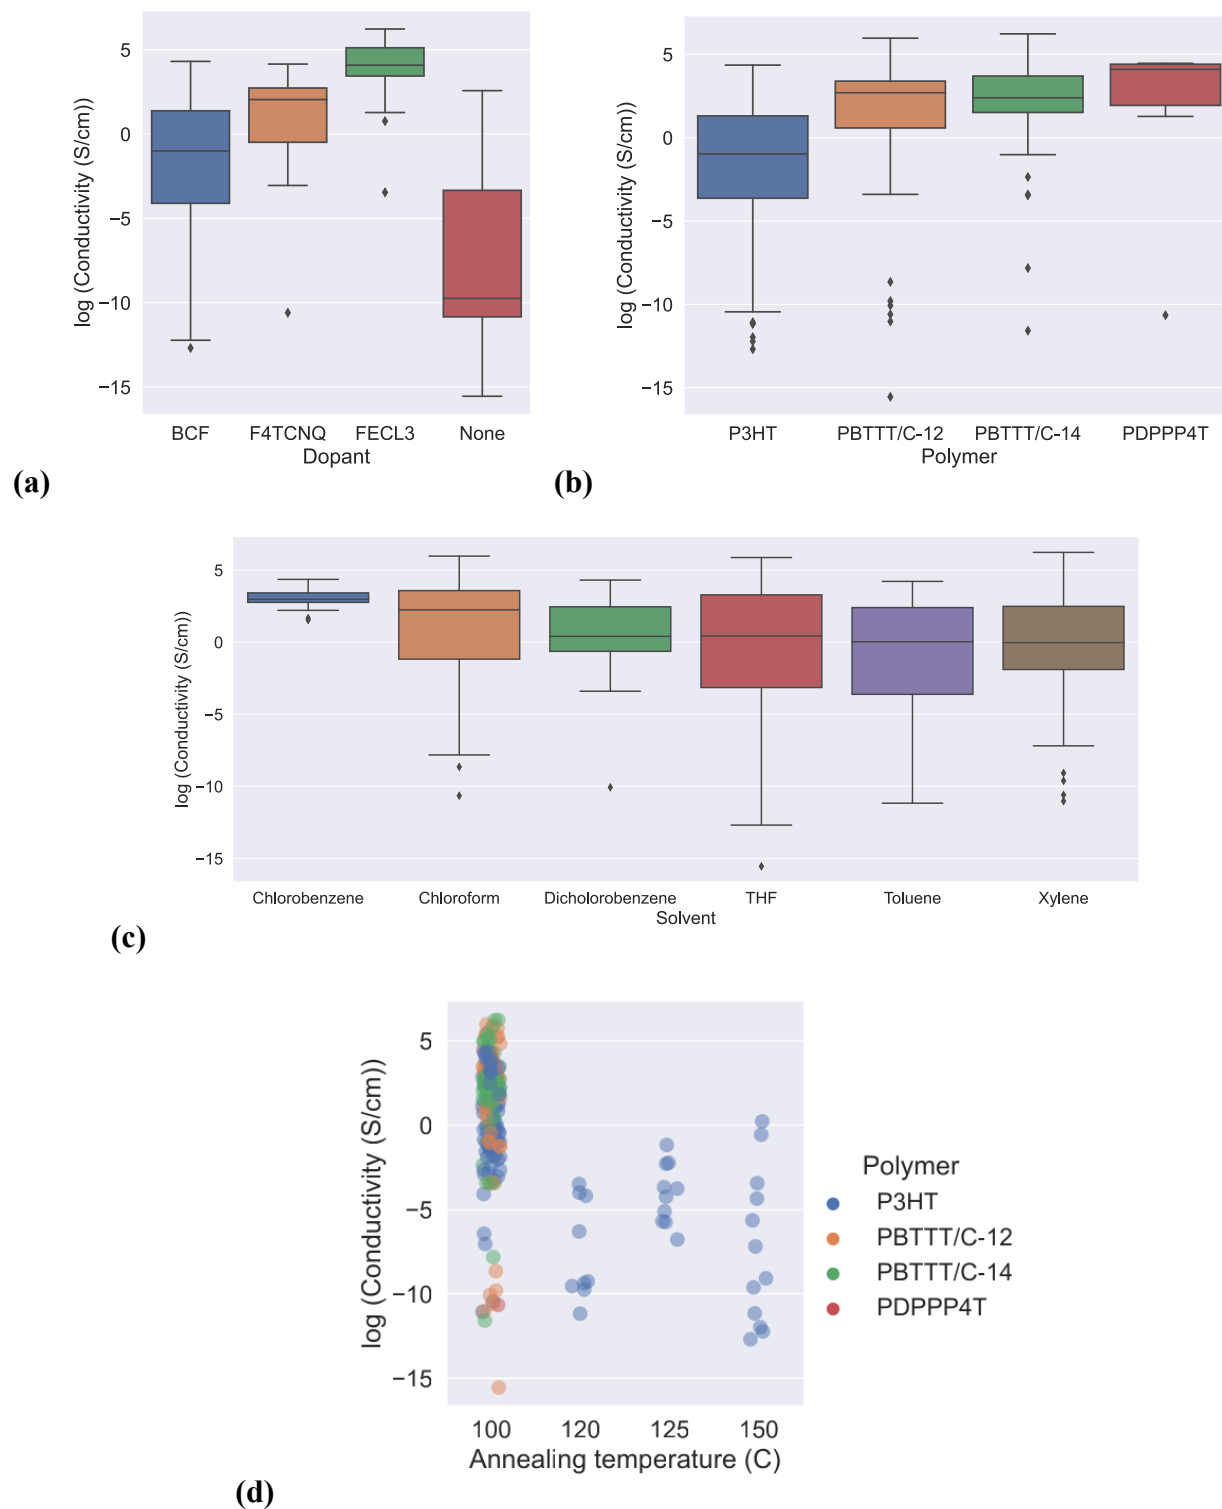 5
0
−5
−10
−15
log (Conductivity (S/cm))
BCF F4TCNQ FECL3 None
Dopant
(a)
5
0
−5
−10
−15
log (Conductivity (S/cm))
P3HT PBTTT/C-12 PBTTT/C-14 PDPPP4T
Polymer
(b)
5
0
−5
−10
−15
log (Conductivity (S/cm))
Chlorobenzene Chloroform Dicholorobenzene THF Toluene Xylene
Solvent
(c)
5
0
−5
−10
−15
log (Conductivity (S/cm))
100 120 125 150
Annealing temperature (C)
Polymer
P3HT
PBTTT/C-12
PBTTT/C-14
PDPPP4T
(d)